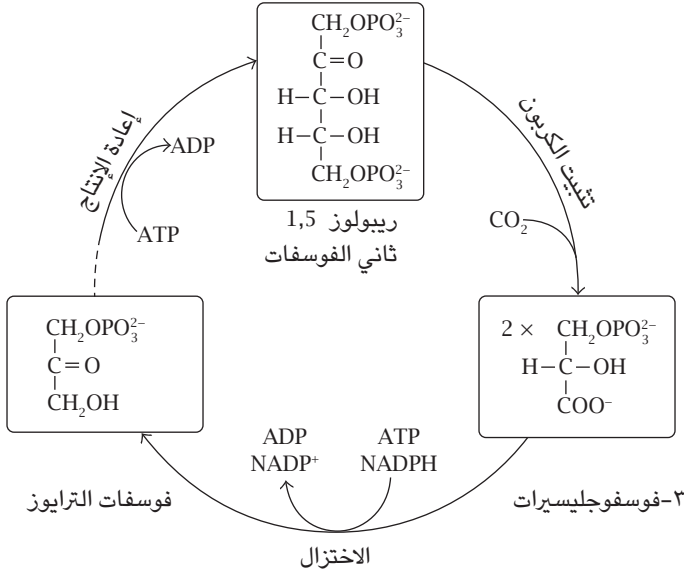 CH₂OPO₃²⁻
C=O
H–C–OH
H–C–OH
CH₂OPO₃²⁻
ريبولوز 1,5
ثاني الفوسفات
تثبيت الكربون
CO₂
2 × CH₂OPO₃²⁻
H–C–OH
COO⁻
٣-فوسفوجليسيرات
ATP
NADPH
ADP
NADP⁺
الاختزال
CH₂OPO₃²⁻
C=O
CH₂OH
فوسفات الترايوز
إعادة الإنتاج
ATP
ADP